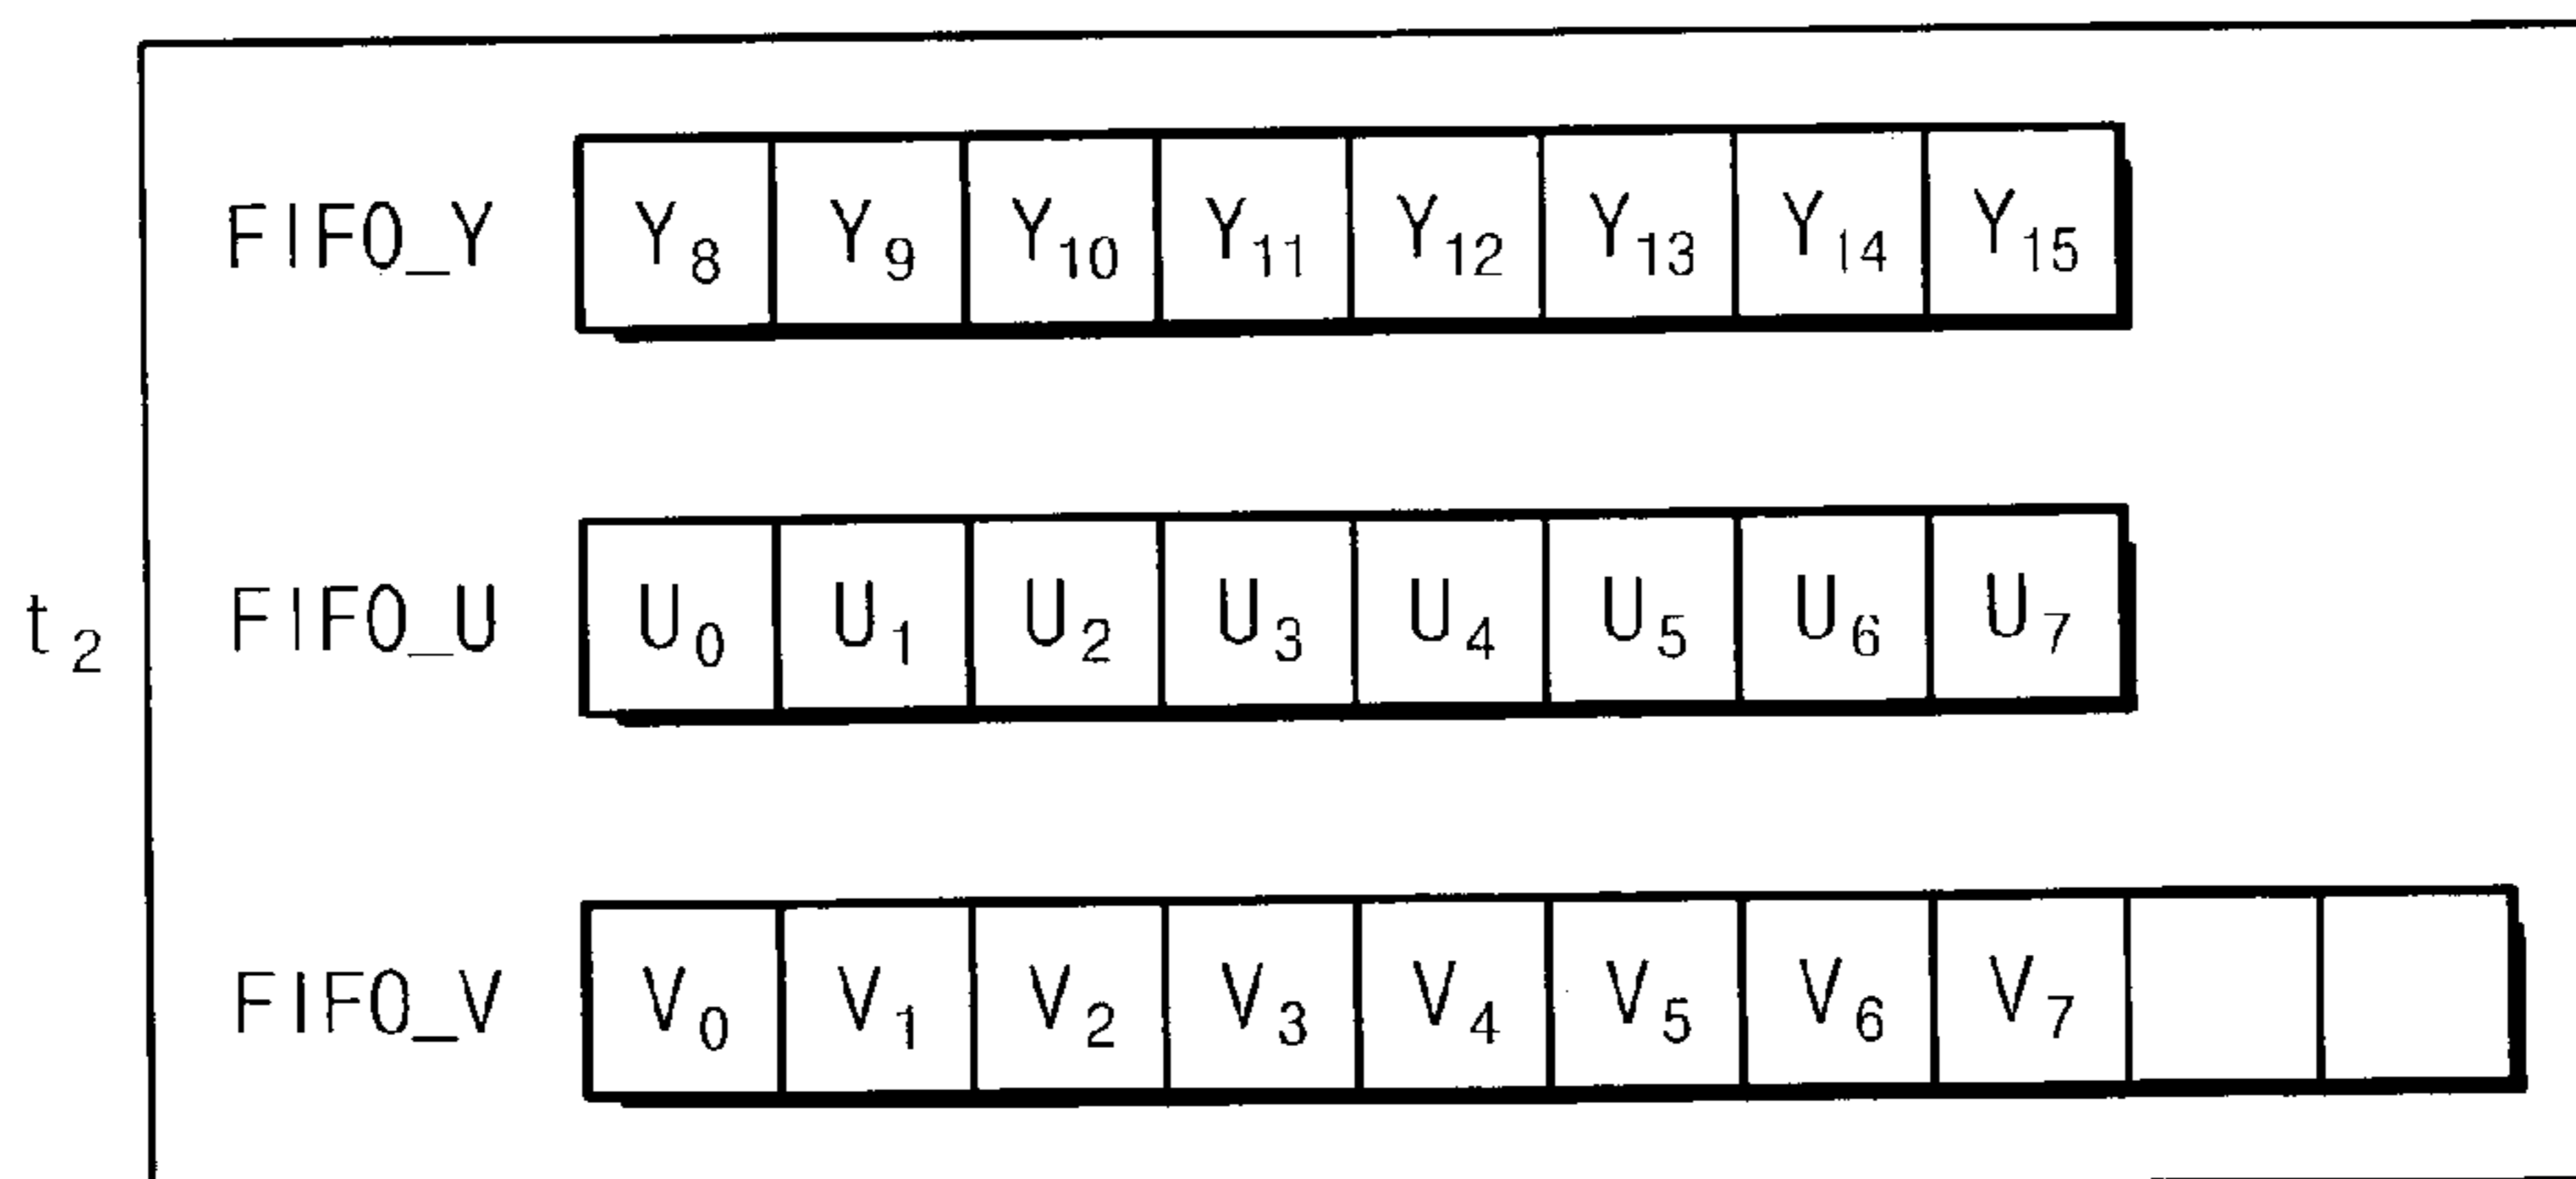 FIFO_Y Y8 Y9 Y10 Y11 Y12 Y13 Y14 Y15
t2 FIFO_U U0 U1 U2 U3 U4 U5 U6 U7
FIFO_V V0 V1 V2 V3 V4 V5 V6 V7